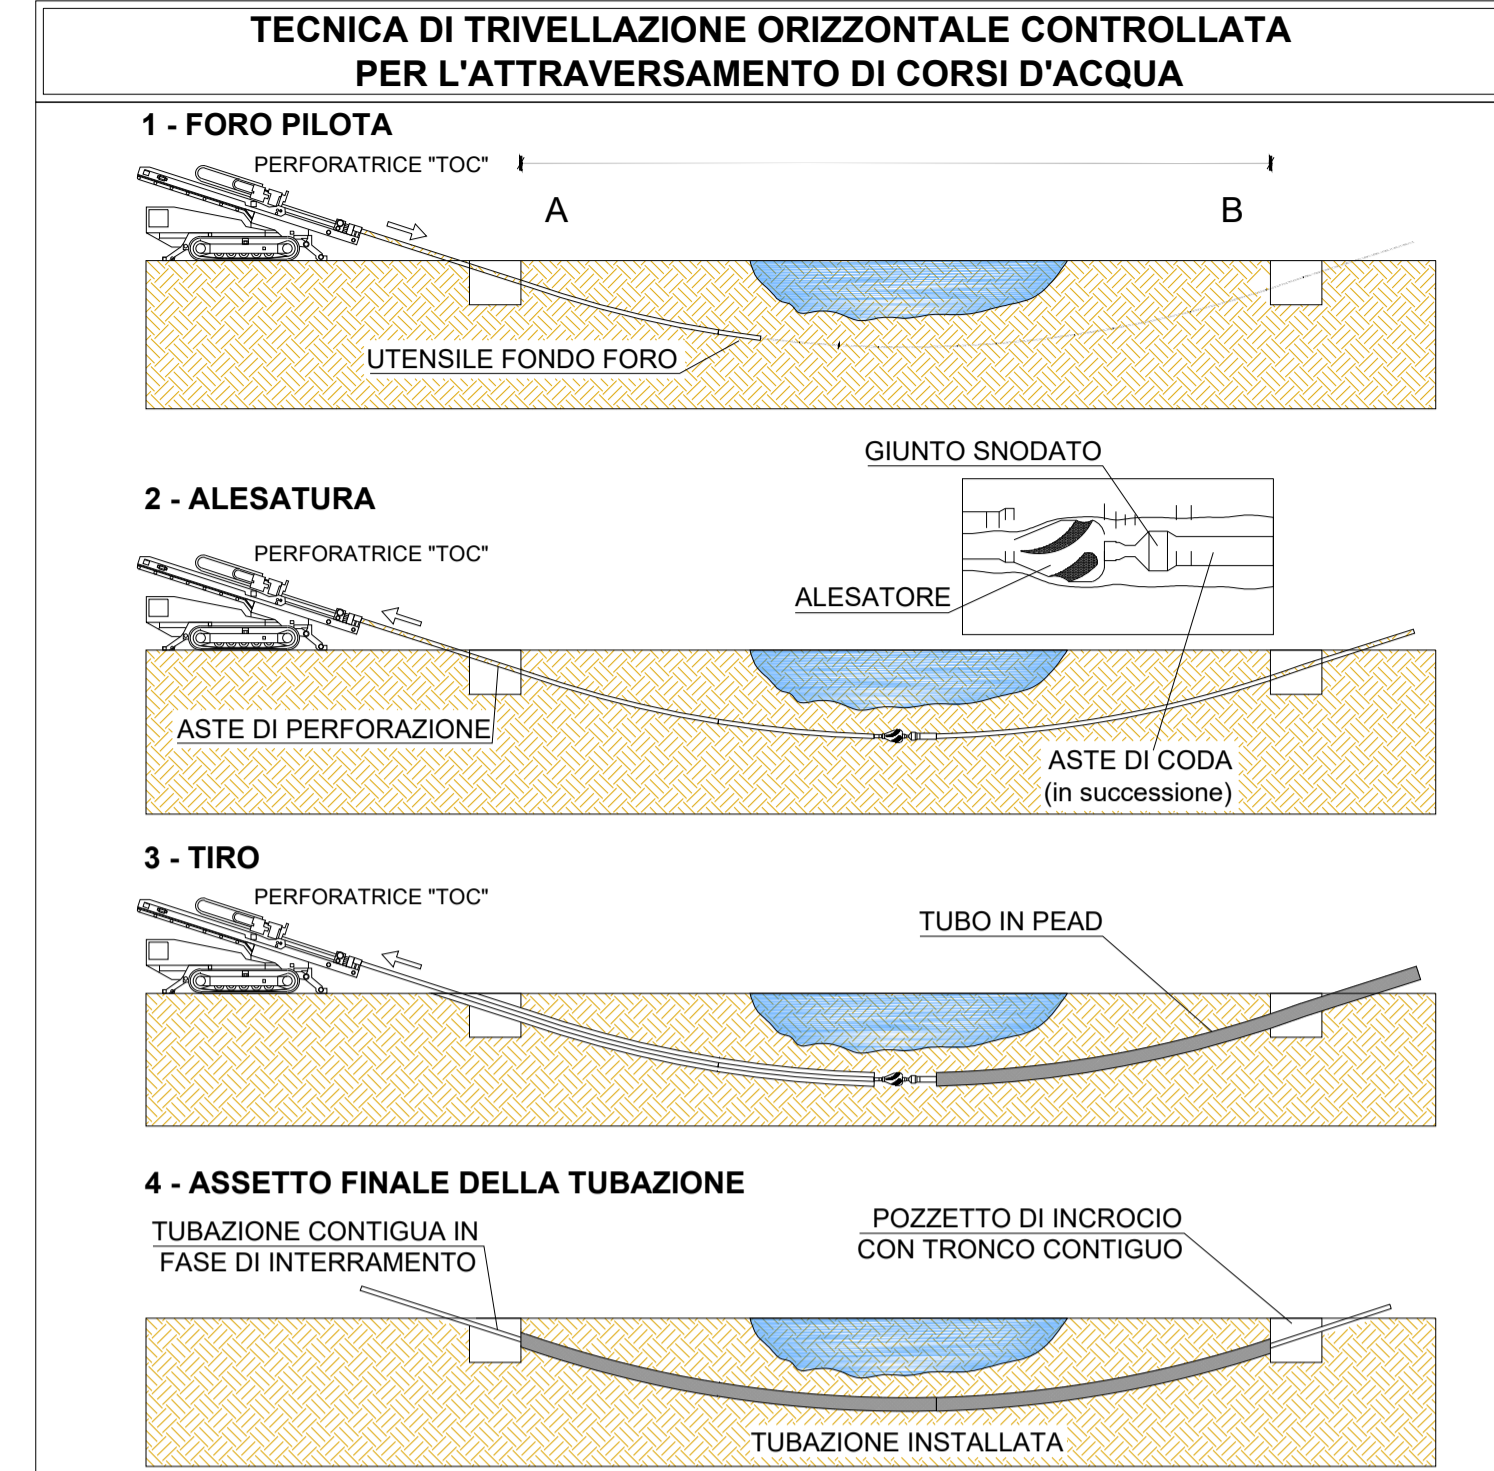 TECNICA DI TRIVELLAZIONE ORIZZONTALE CONTROLLATA
PER L'ATTRAVERSAMENTO DI CORSI D'ACQUA
1 - FORO PILOTA
PERFORATRICE "TOC"
A
B
UTENSILE FONDO FORO
2 - ALESATURA
PERFORATRICE "TOC"
GIUNTO SNODATO
ALESATORE
ASTE DI PERFORAZIONE
ASTE DI CODA
(in successione)
3 - TIRO
PERFORATRICE "TOC"
TUBO IN PEAD
4 - ASSETTO FINALE DELLA TUBAZIONE
TUBAZIONE CONTIGUA IN
FASE DI INTERRAMENTO
POZZETTO DI INCROCIO
CON TRONCO CONTIGUO
TUBAZIONE INSTALLATA